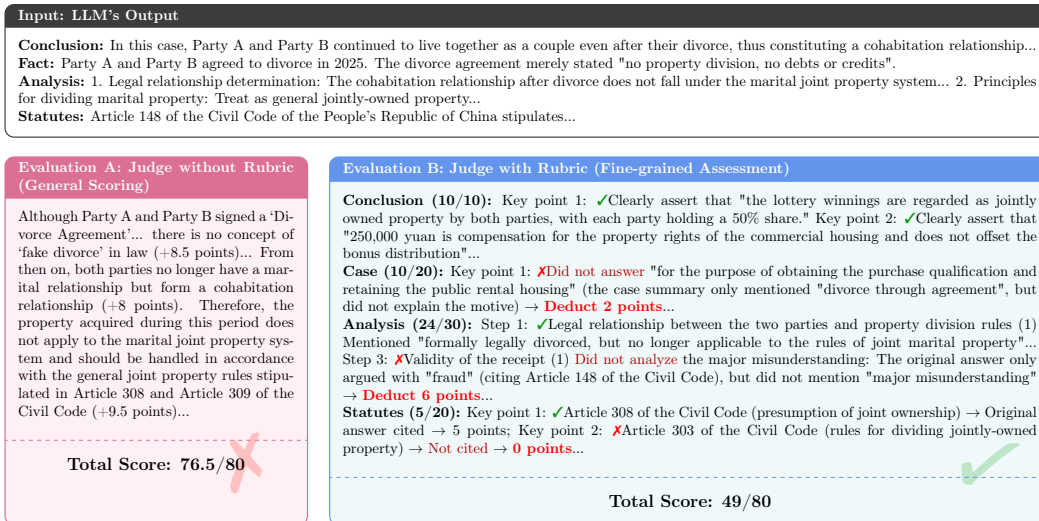 Input: LLM's Output
Conclusion: In this case, Party A and Party B continued to live together as a couple even after their divorce, thus constituting a cohabitation relationship...
Fact: Party A and Party B agreed to divorce in 2025. The divorce agreement merely stated "no property division, no debts or credits".
Analysis: 1. Legal relationship determination: The cohabitation relationship after divorce does not fall under the marital joint property system... 2. Principles
for dividing marital property: Treat as general jointly-owned property...
Statutes: Article 148 of the Civil Code of the People's Republic of China stipulates...
Evaluation A: Judge without Rubric
(General Scoring)
Although Party A and Party B signed a 'Di-
vorce Agreement'... there is no concept of
'fake divorce' in law (+8.5 points)... From
then on, both parties no longer have a mar-
ital relationship but form a cohabitation
relationship (+8 points). Therefore, the
property acquired during this period does
not apply to the marital joint property sys-
tem and should be handled in accordance
with the general joint property rules stipu-
lated in Article 308 and Article 309 of the
Civil Code (+9.5 points)...
Total Score: 76.5/80
Evaluation B: Judge with Rubric (Fine-grained Assessment)
Conclusion (10/10): Key point 1: ✓Clearly assert that "the lottery winnings are regarded as jointly
owned property by both parties, with each party holding a 50% share." Key point 2: ✓Clearly assert that
"250,000 yuan is compensation for the property rights of the commercial housing and does not offset the
bonus distribution"...
Case (10/20): Key point 1: ✗Did not answer "for the purpose of obtaining the purchase qualification and
retaining the public rental housing" (the case summary only mentioned "divorce through agreement", but
did not explain the motive) → Deduct 2 points...
Analysis (24/30): Step 1: ✓Legal relationship between the two parties and property division rules (1)
Mentioned "formally legally divorced, but no longer applicable to the rules of joint marital property"...
Step 3: ✗Validity of the receipt (1) Did not analyze the major misunderstanding: The original answer only
argued with "fraud" (citing Article 148 of the Civil Code), but did not mention "major misunderstanding"
→ Deduct 6 points...
Statutes (5/20): Key point 1: ✓Article 308 of the Civil Code (presumption of joint ownership) → Original
answer cited → 5 points; Key point 2: ✗Article 303 of the Civil Code (rules for dividing jointly-owned
property) → Not cited → 0 points...
Total Score: 49/80